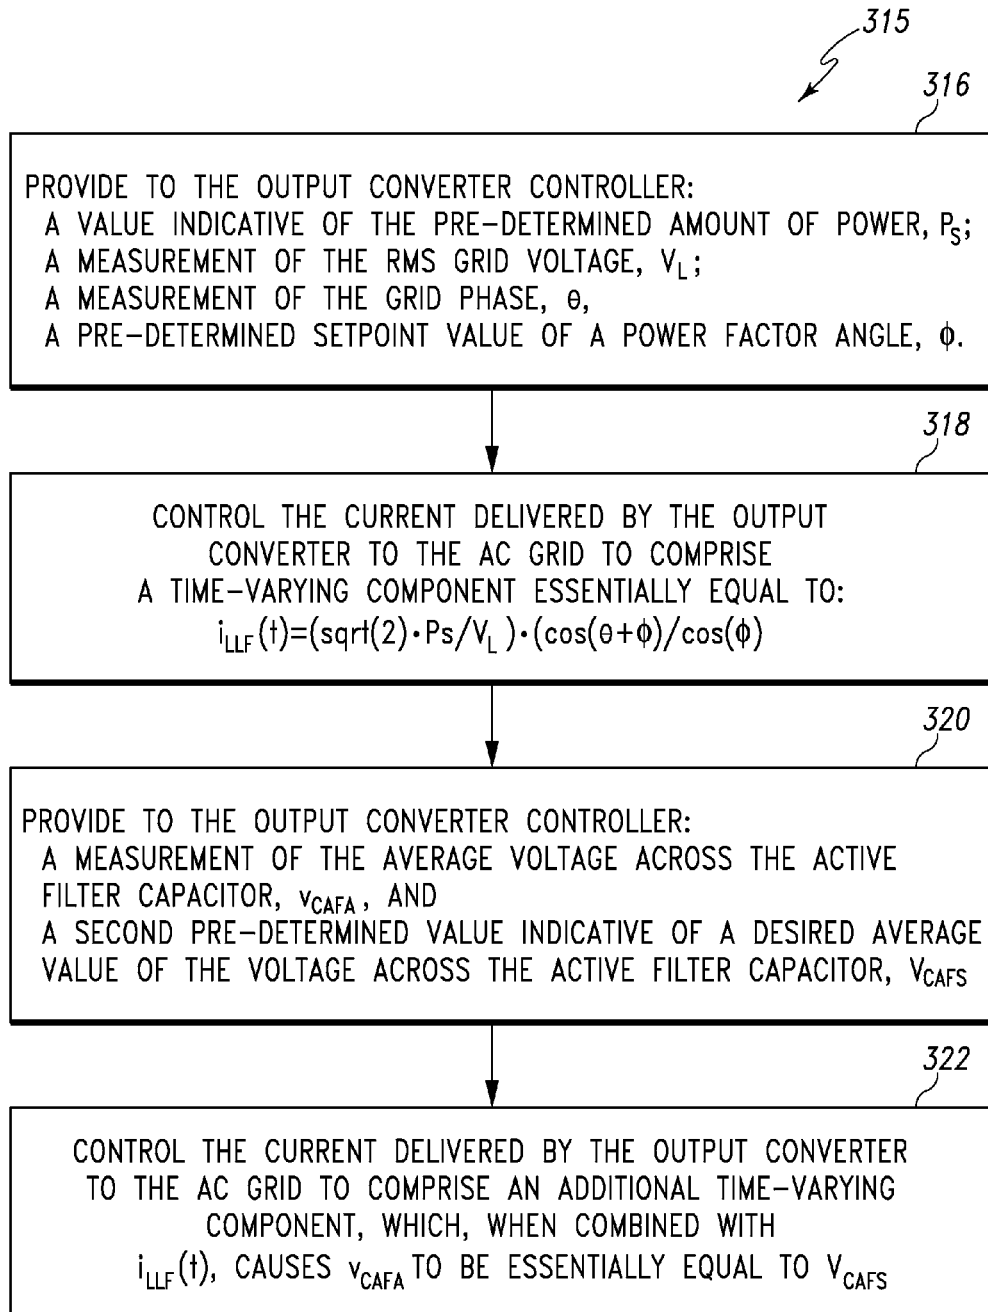 315
316
PROVIDE TO THE OUTPUT CONVERTER CONTROLLER:
A VALUE INDICATIVE OF THE PRE-DETERMINED AMOUNT OF POWER, PS;
A MEASUREMENT OF THE RMS GRID VOLTAGE, VL;
A MEASUREMENT OF THE GRID PHASE, θ,
A PRE-DETERMINED SETPOINT VALUE OF A POWER FACTOR ANGLE, ϕ.
318
CONTROL THE CURRENT DELIVERED BY THE OUTPUT
CONVERTER TO THE AC GRID TO COMPRISE
A TIME-VARYING COMPONENT ESSENTIALLY EQUAL TO:
iLLF(t)=(sqrt(2)·Ps/VL)·(cos(θ+ϕ)/cos(ϕ)
320
PROVIDE TO THE OUTPUT CONVERTER CONTROLLER:
A MEASUREMENT OF THE AVERAGE VOLTAGE ACROSS THE ACTIVE
FILTER CAPACITOR, vCAFA, AND
A SECOND PRE-DETERMINED VALUE INDICATIVE OF A DESIRED AVERAGE
VALUE OF THE VOLTAGE ACROSS THE ACTIVE FILTER CAPACITOR, VCAFS
322
CONTROL THE CURRENT DELIVERED BY THE OUTPUT CONVERTER
TO THE AC GRID TO COMPRISE AN ADDITIONAL TIME-VARYING
COMPONENT, WHICH, WHEN COMBINED WITH
iLLF(t), CAUSES vCAFA TO BE ESSENTIALLY EQUAL TO VCAFS